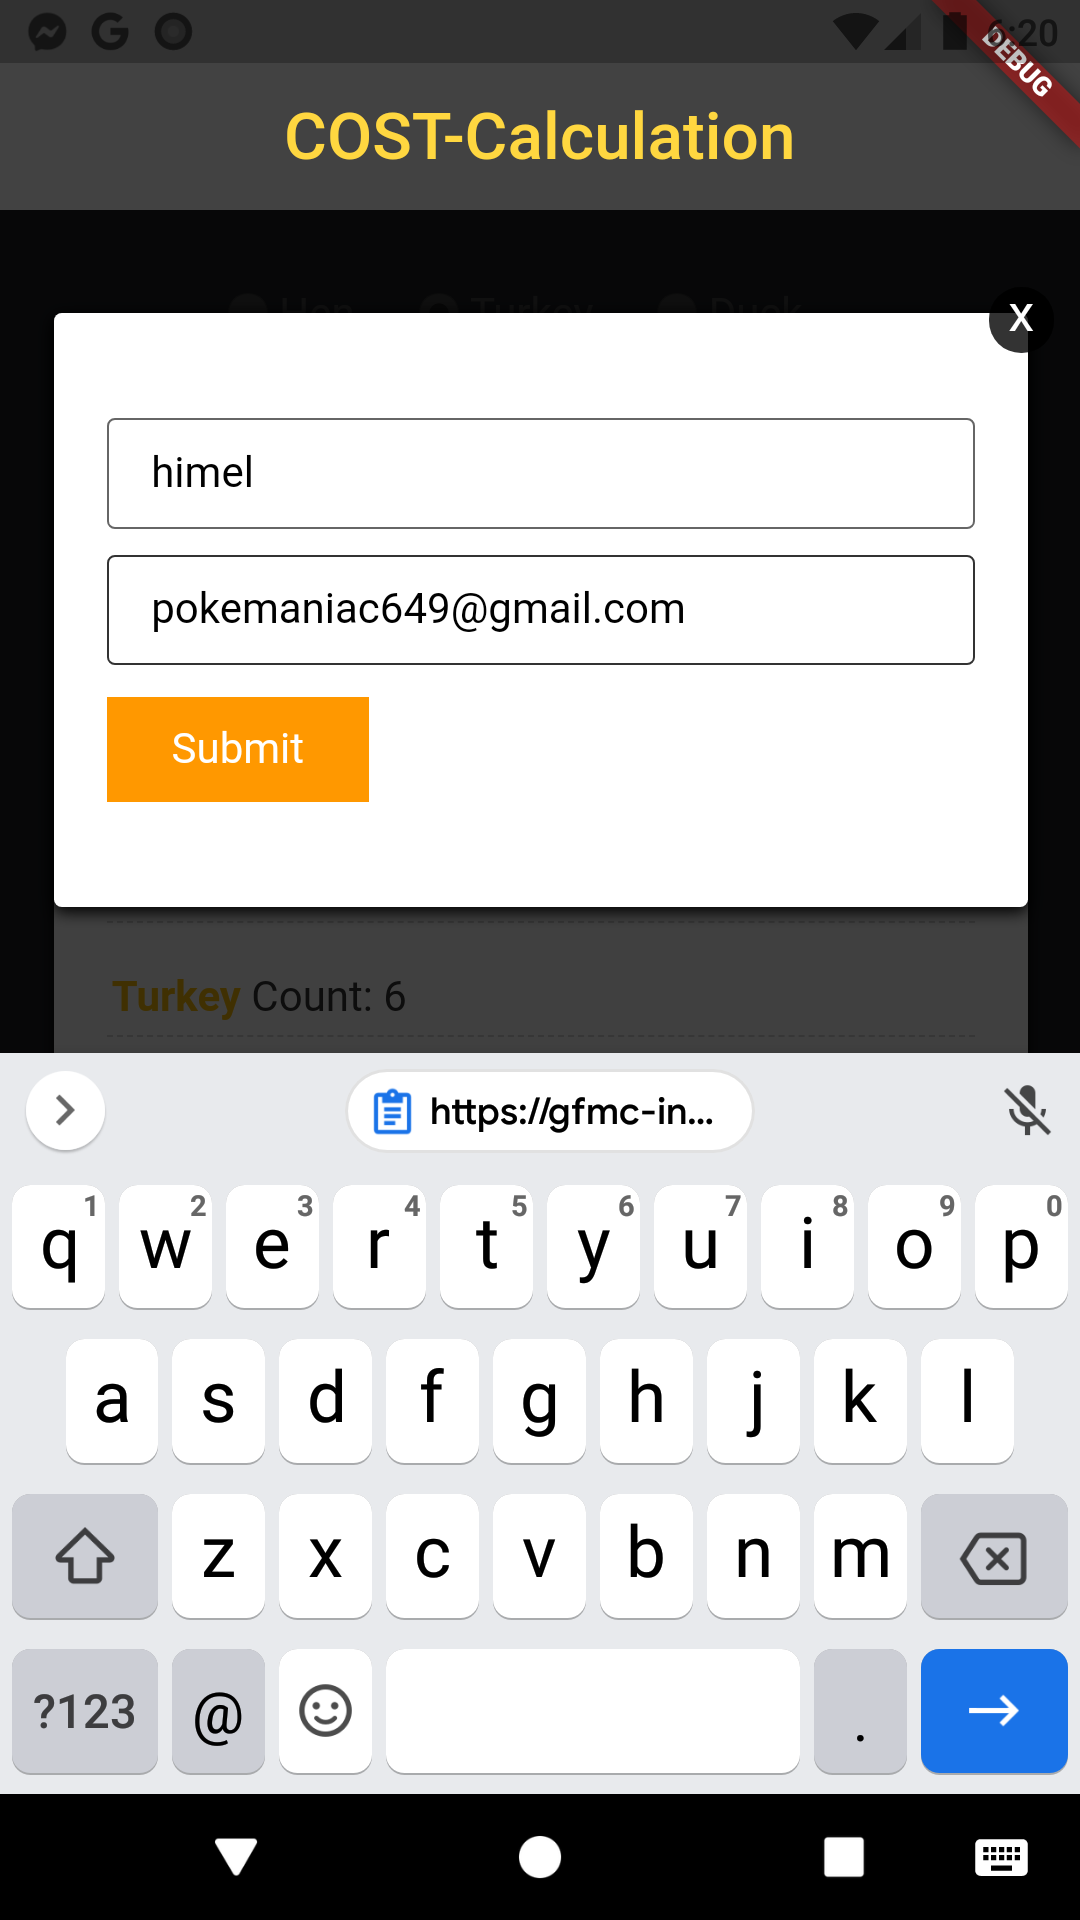 6:20
DEBUG
COST-Calculation
Hen Turkey Duck
X
himel
pokemaniac649@gmail.com
Submit
Turkey Count: 6
https://gfmc-in...
q 1 w 2 e 3 r 4 t 5 y 6 u 7 i 8 o 9 p 0
a s d f g h j k l
z x c v b n m
?123 @ .